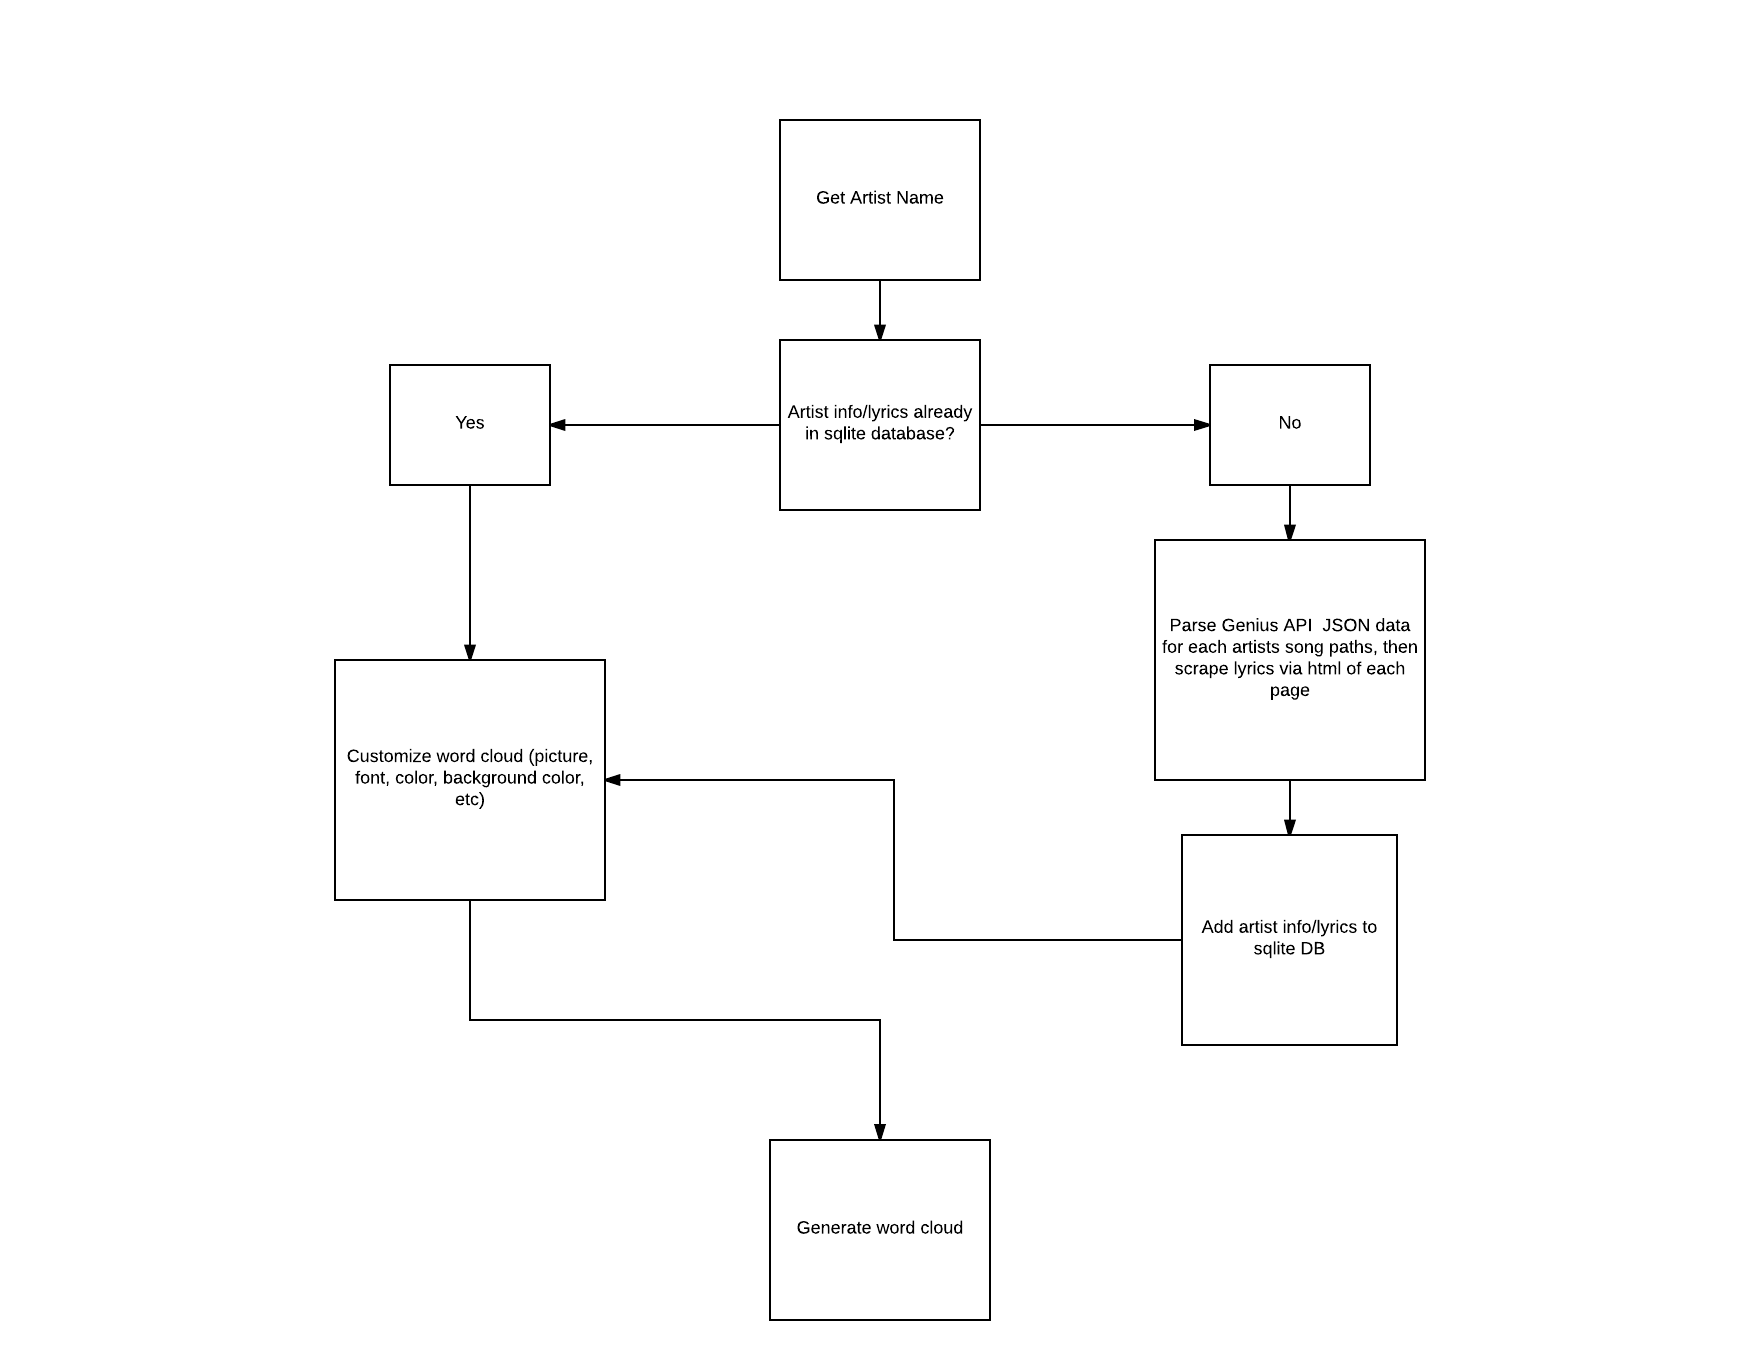 Get Artist Name
Artist info/lyrics already
in sqlite database?
Yes
No
Parse Genius API  JSON data
for each artists song paths, then
scrape lyrics via html of each
page
Customize word cloud (picture,
font, color, background color,
etc)
Add artist info/lyrics to
sqlite DB
Generate word cloud